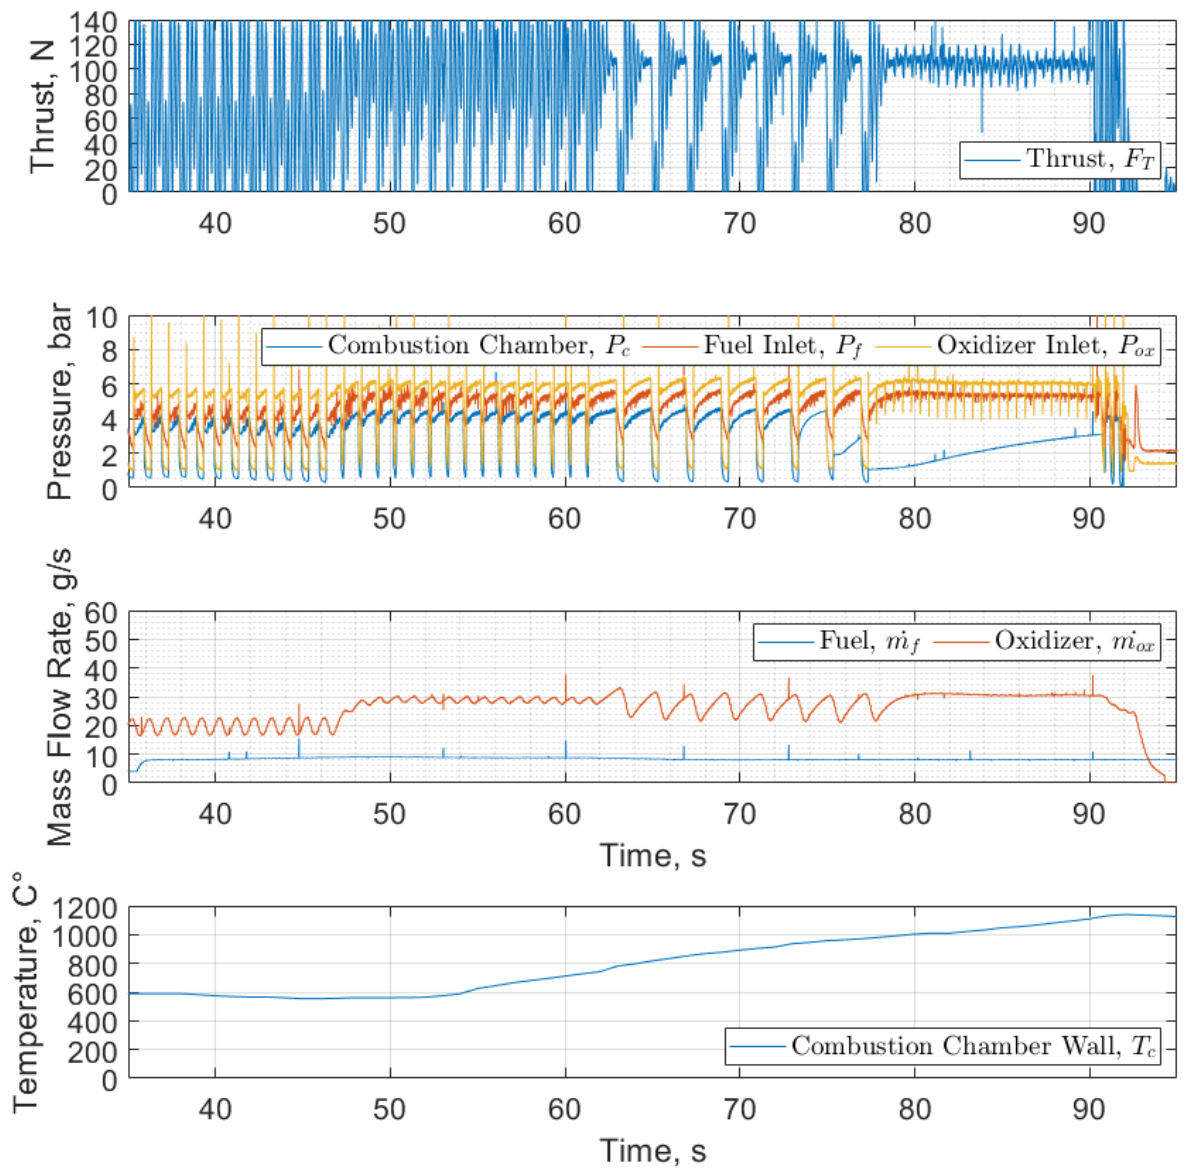 Thrust, N
140
120
100
80
60
40
20
0
Thrust, F_T
40 50 60 70 80 90
Pressure, bar
10
8
6
4
2
0
Combustion Chamber, P_c Fuel Inlet, P_f Oxidizer Inlet, P_ox
40 50 60 70 80 90
Mass Flow Rate, g/s
60
50
40
30
20
10
0
Fuel, ṁ_f Oxidizer, ṁ_ox
40 50 60 70 80 90
Time, s
Temperature, C°
1200
1000
800
600
400
200
0
Combustion Chamber Wall, T_c
40 50 60 70 80 90
Time, s